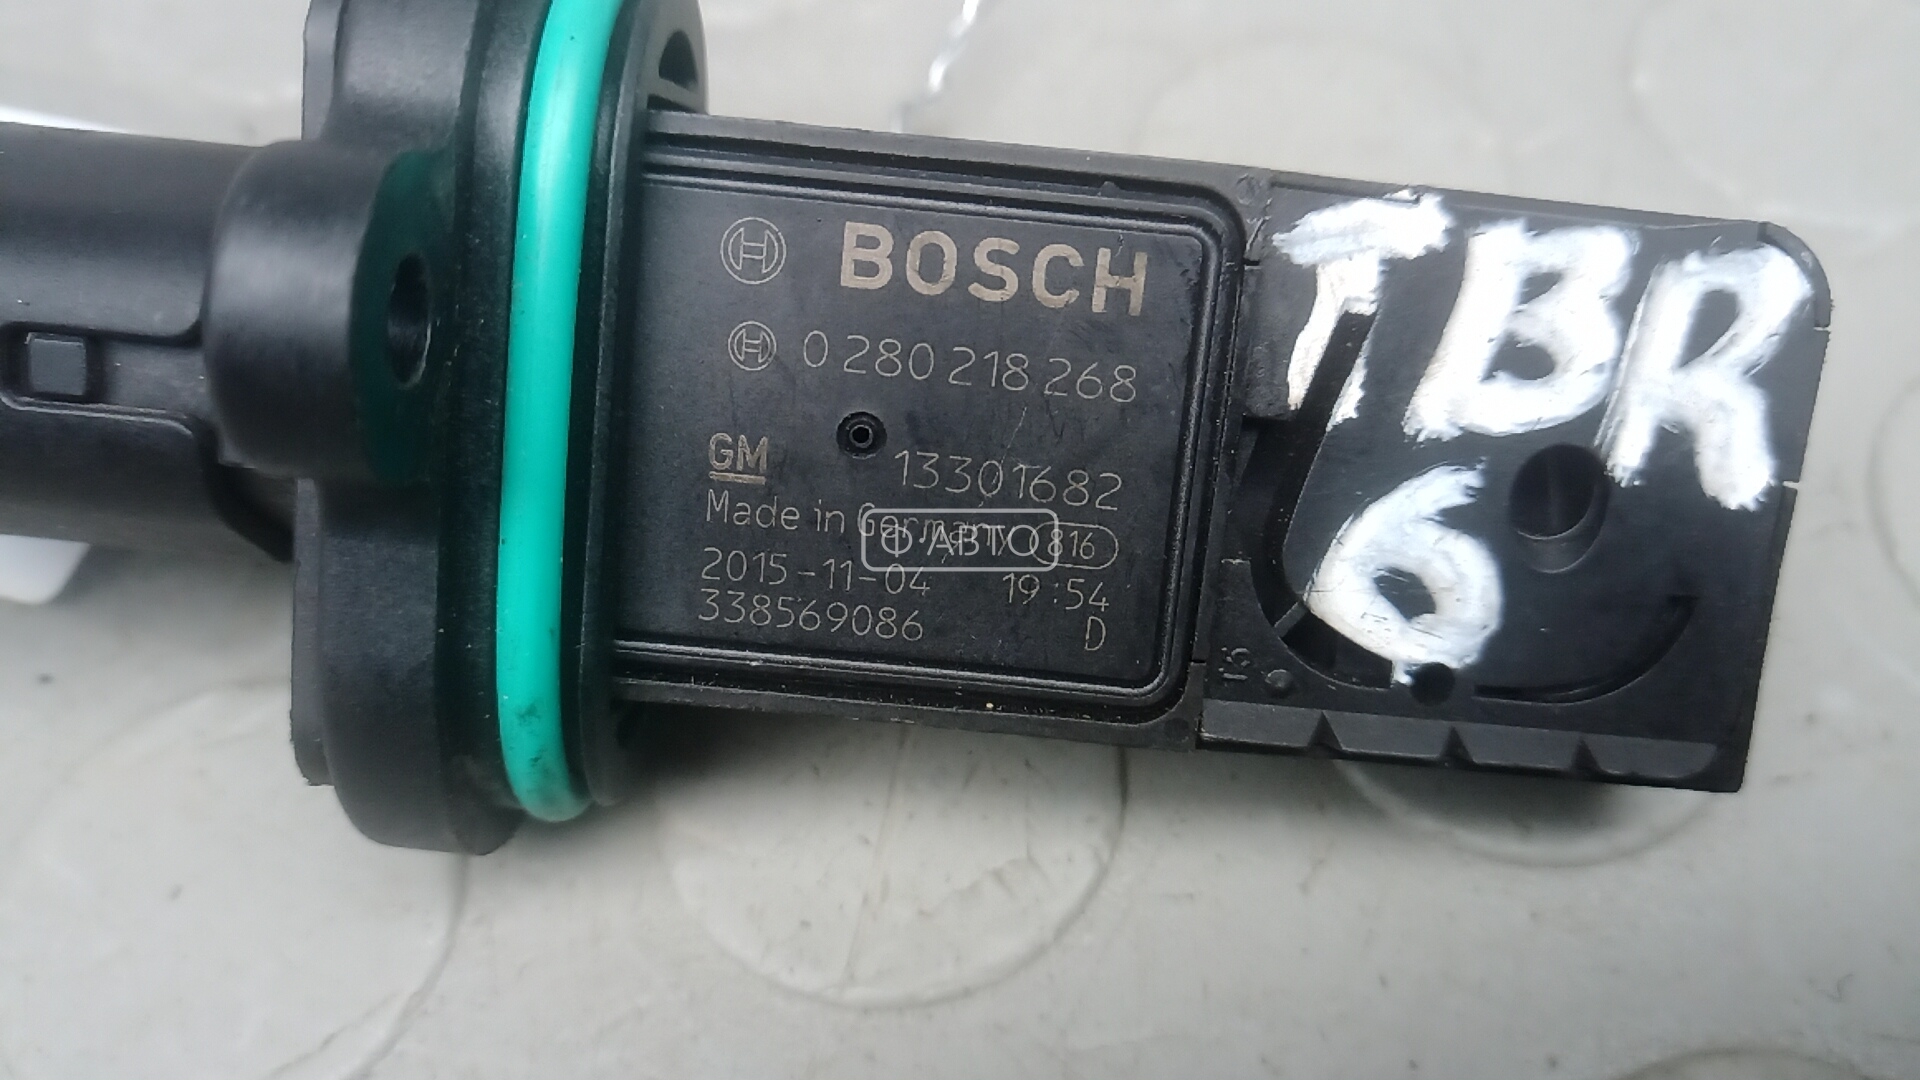 BOSCH
0 280 218 268
GM
13301682
Made in Germany 816
Ф АВТО
2015-11-04 19:54
338569086 D
TBR
6